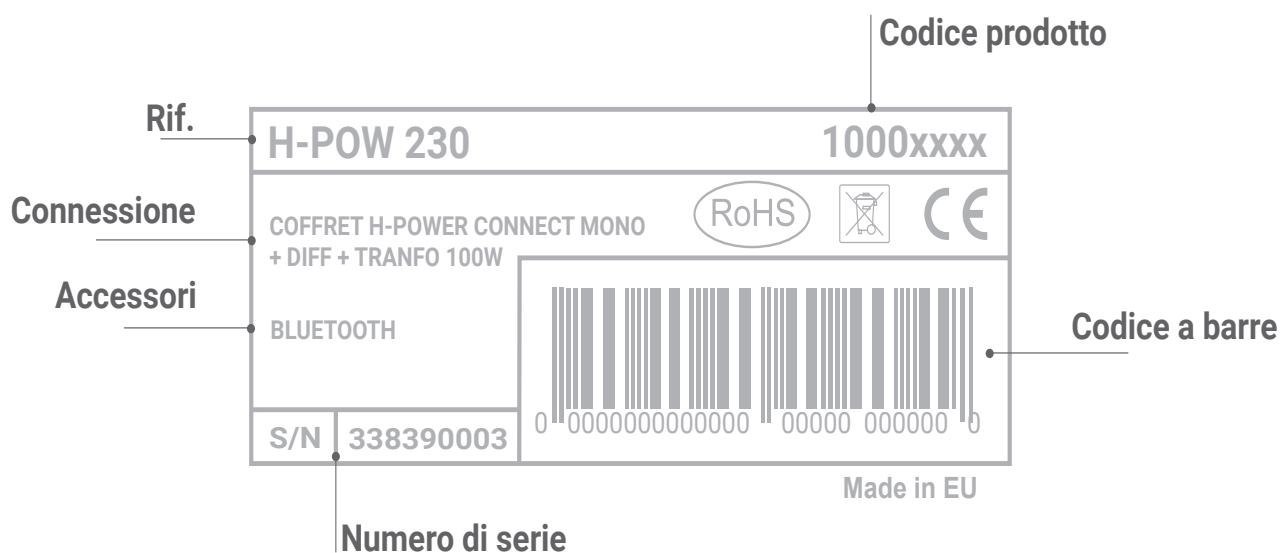 Codice prodotto
Rif.
H-POW 230
1000xxxx
Connessione
COFFRET H-POWER CONNECT MONO
+ DIFF + TRANFO 100W
RoHS
CE
Accessori
BLUETOOTH
Codice a barre
S/N
338390003
0 0000000000000 00000 000000 0
Made in EU
Numero di serie